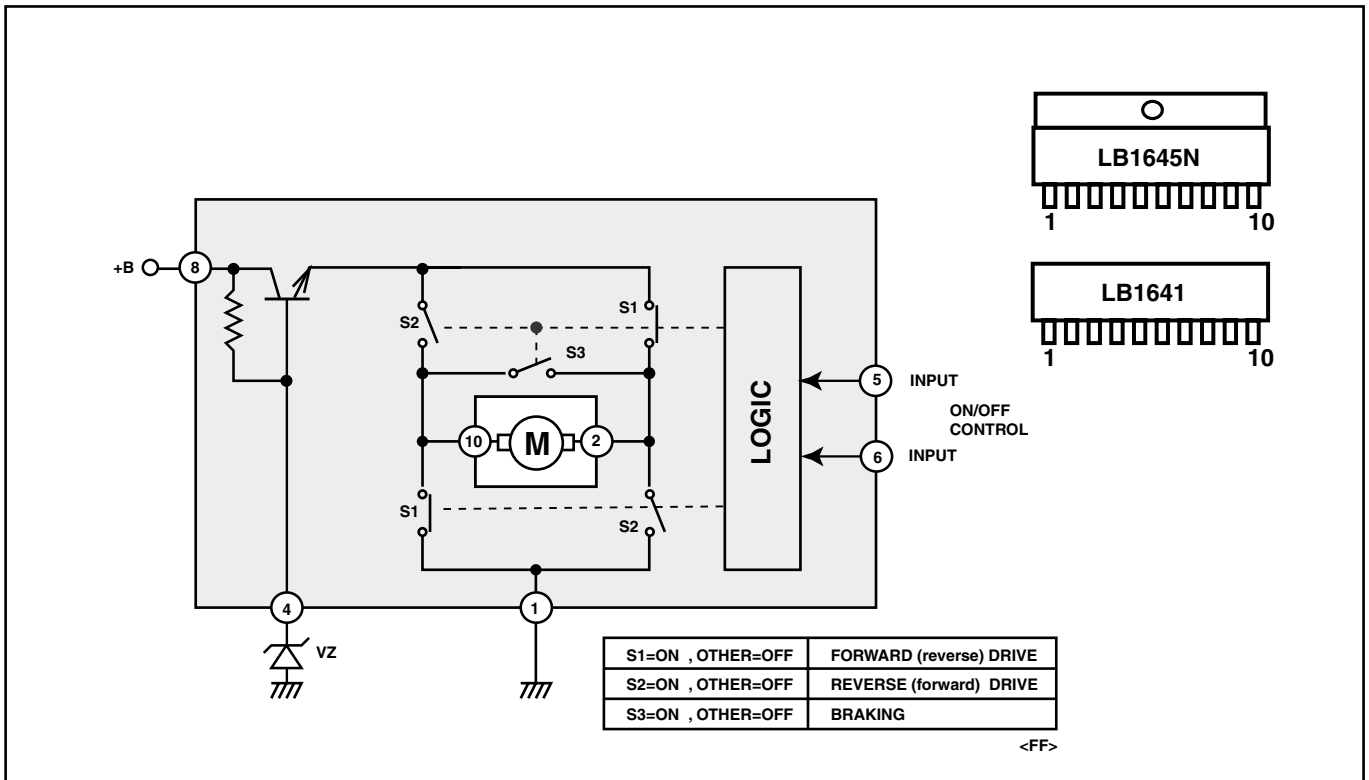 LB1645N
1 10
LB1641
1 10
+B 8
S2 S1
S3
LOGIC
5 INPUT
ON/OFF
CONTROL
10 M 2
6 INPUT
S1 S2
4 1
VZ
S1=ON , OTHER=OFF FORWARD (reverse) DRIVE
S2=ON , OTHER=OFF REVERSE (forward) DRIVE
S3=ON , OTHER=OFF BRAKING
<FF>